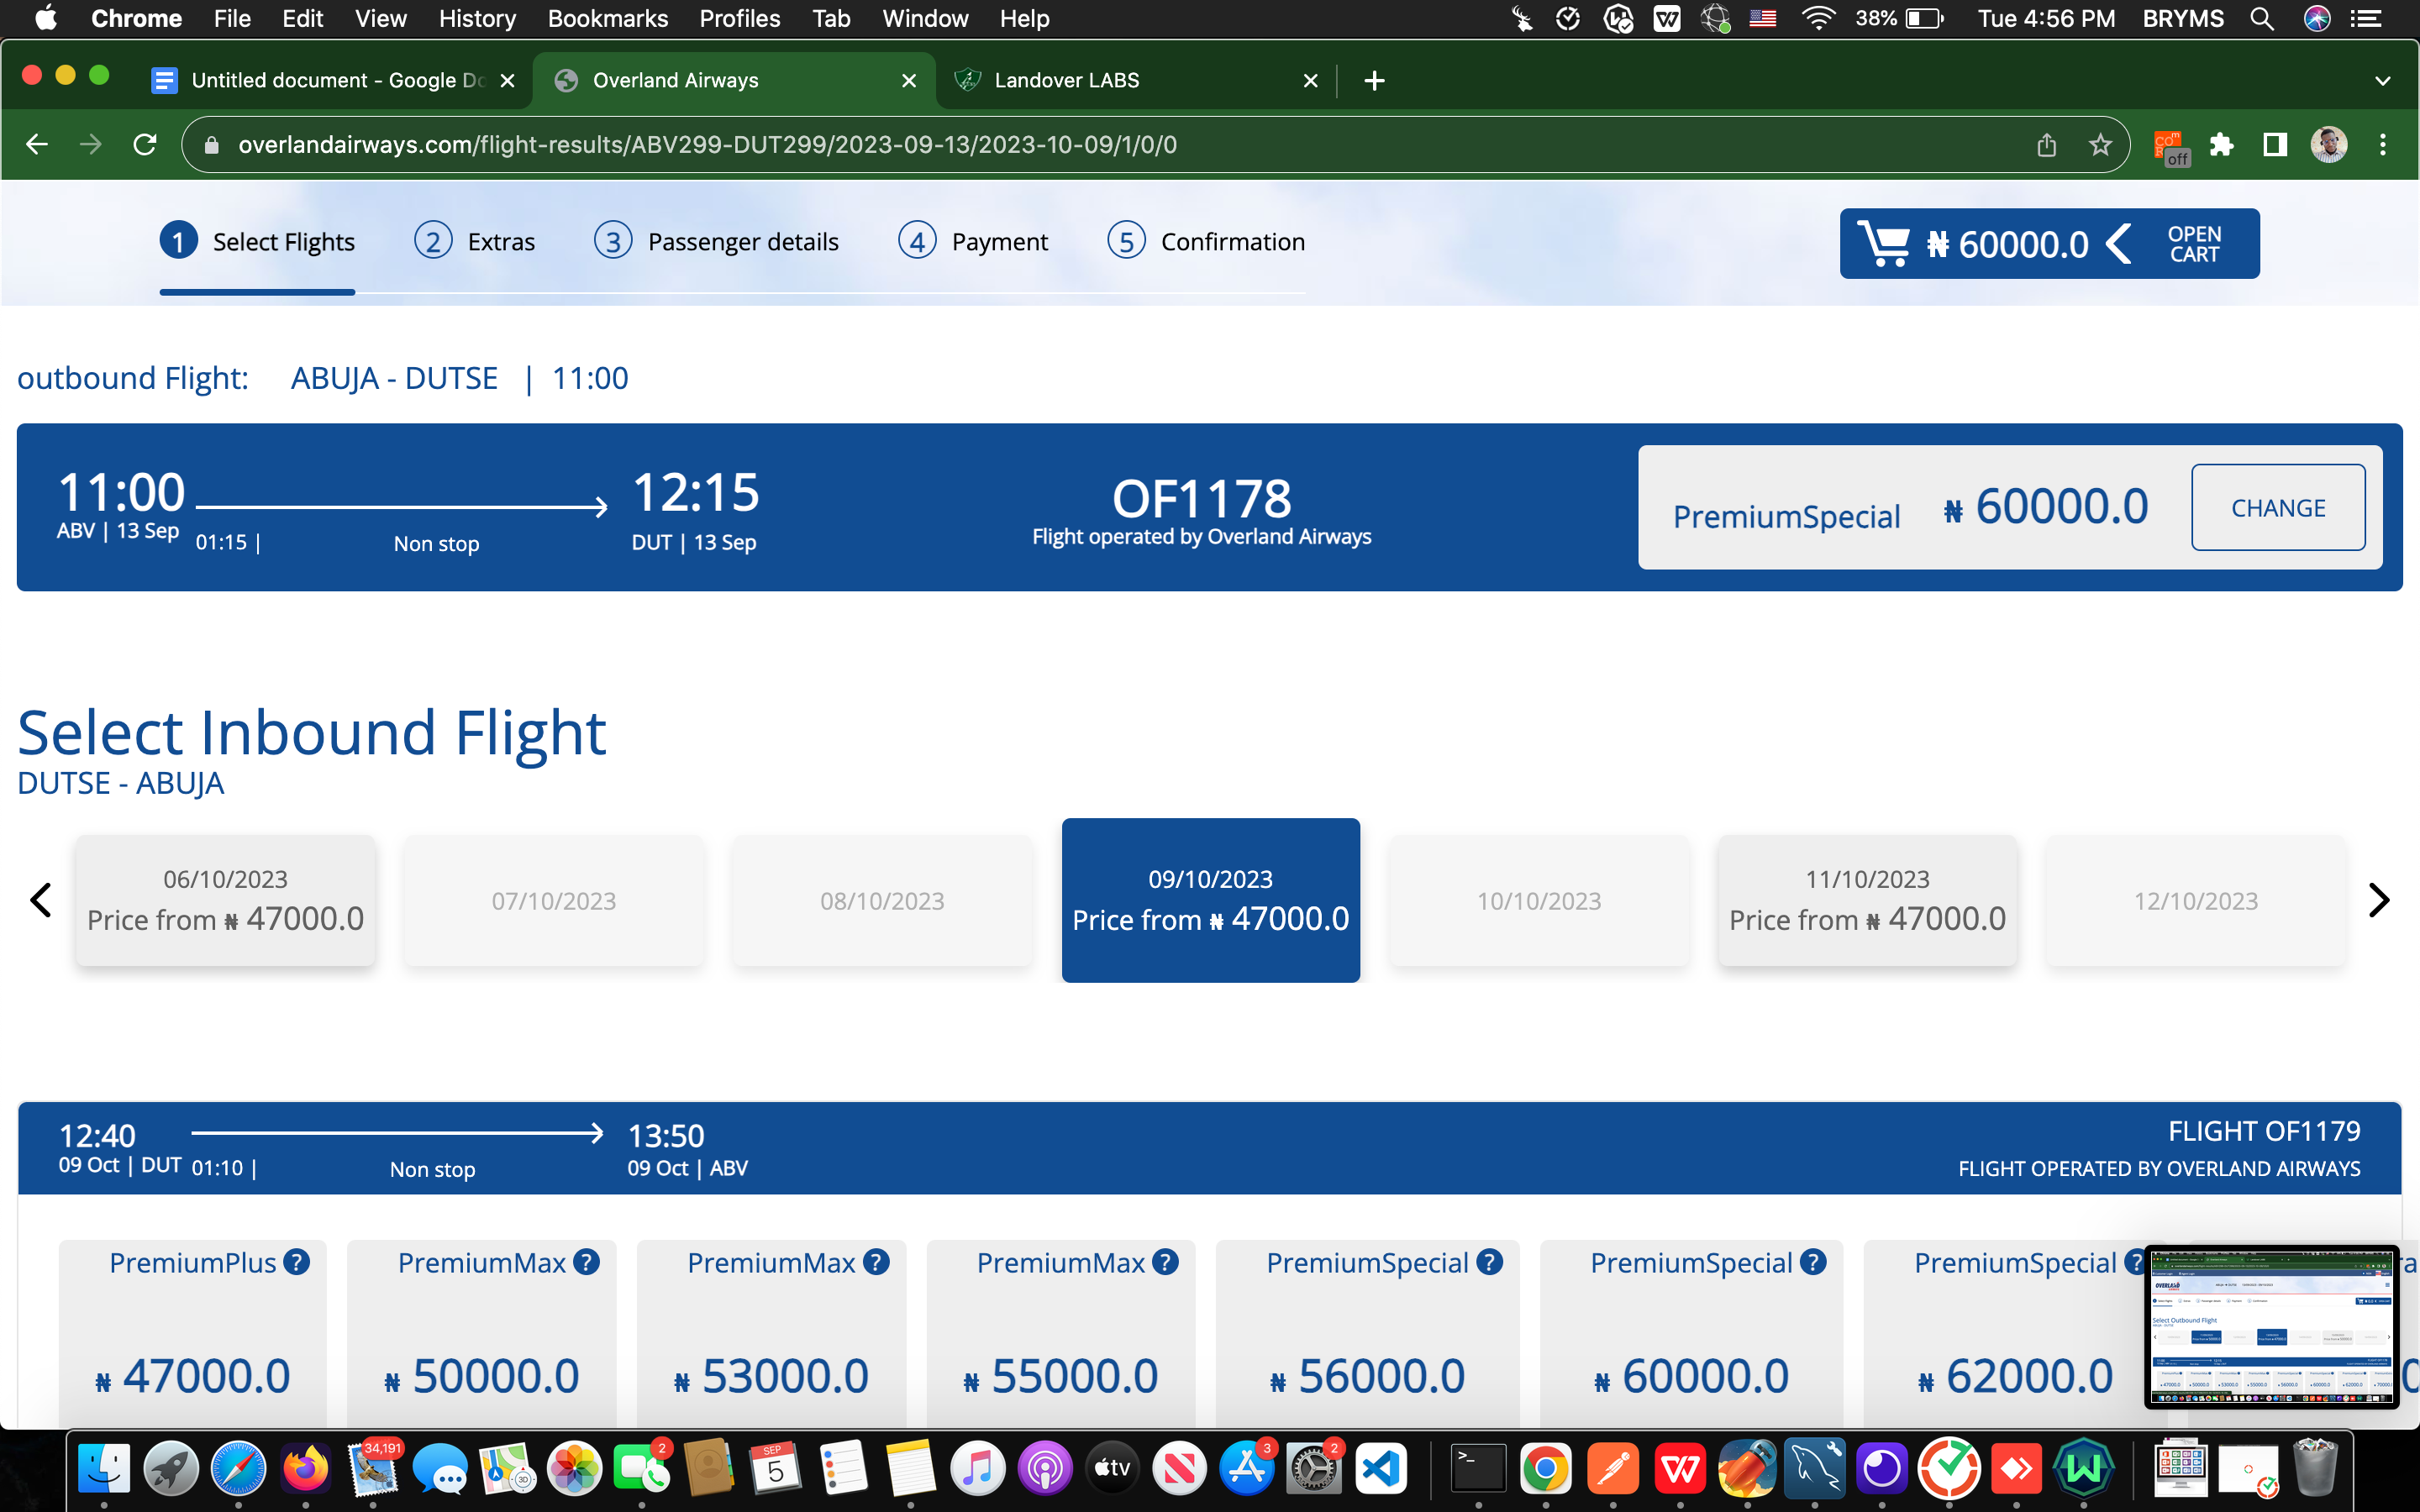 Chrome File Edit View History Bookmarks Profiles Tab Window Help 38% Tue 4:56 PM BRYMS
Untitled document - Google Do
Overland Airways
Landover LABS
overlandairways.com/flight-results/ABV299-DUT299/2023-09-13/2023-10-09/1/0/0
off
1 Select Flights 2 Extras 3 Passenger details 4 Payment 5 Confirmation
₦ 60000.0 OPEN CART
outbound Flight: ABUJA - DUTSE | 11:00
11:00
ABV | 13 Sep
01:15 |
Non stop
12:15
DUT | 13 Sep
OF1178
Flight operated by Overland Airways
PremiumSpecial ₦ 60000.0 CHANGE
Select Inbound Flight
DUTSE - ABUJA
06/10/2023
Price from ₦ 47000.0
07/10/2023
08/10/2023
09/10/2023
Price from ₦ 47000.0
10/10/2023
11/10/2023
Price from ₦ 47000.0
12/10/2023
12:40
09 Oct | DUT
01:10 |
Non stop
13:50
09 Oct | ABV
FLIGHT OF1179
FLIGHT OPERATED BY OVERLAND AIRWAYS
PremiumPlus ?
₦ 47000.0
PremiumMax ?
₦ 50000.0
PremiumMax ?
₦ 53000.0
PremiumMax ?
₦ 55000.0
PremiumSpecial ?
₦ 56000.0
PremiumSpecial ?
₦ 60000.0
PremiumSpecial ?
₦ 62000.0
Select Outbound Flight
34,191
2
SEP
5
tv
3
2